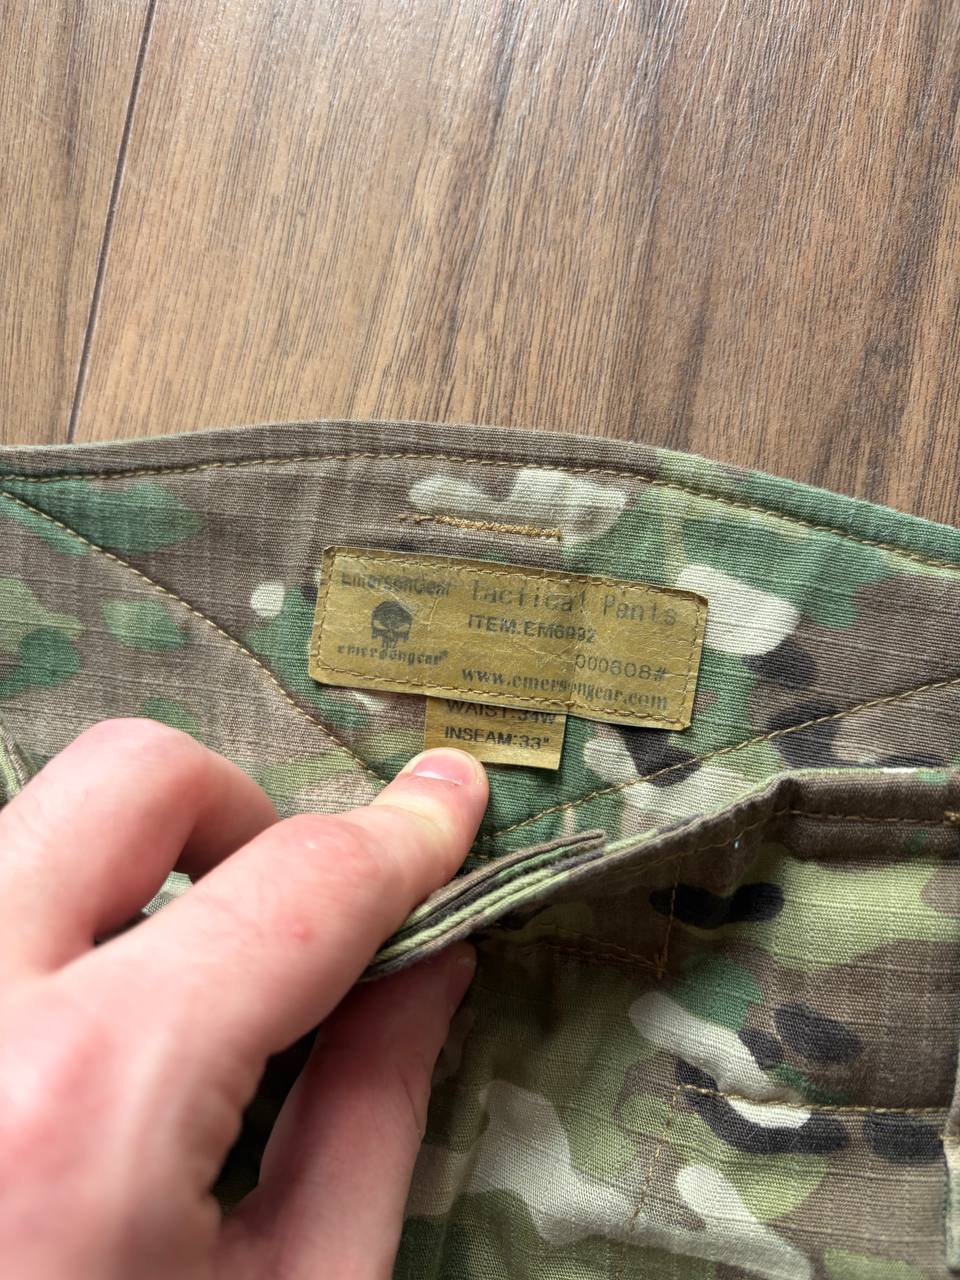 EmersonGear Tactical Pants
ITEM.EM6992
000608#
emersongear®
www.emersongear.com
WAIST:34W
INSEAM:33"